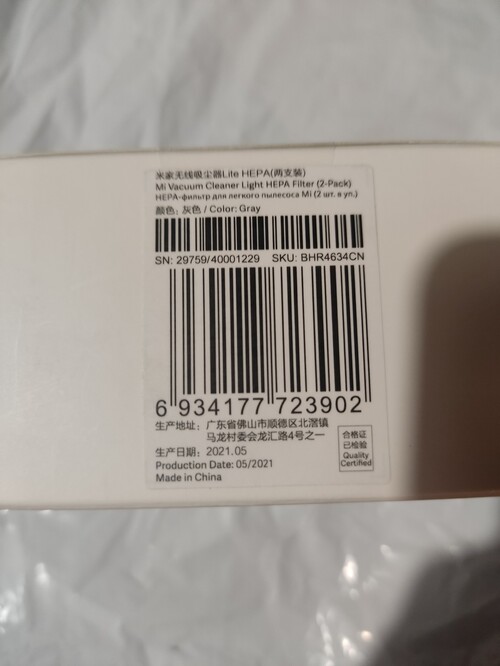 米家无线吸尘器Lite HEPA(两支装)
Mi Vacuum Cleaner Light HEPA Filter (2-Pack)
HEPA-фильтр для легкого пылесоса Mi (2 шт. в уп.)
颜色：灰色 / Color: Gray
SN: 29759/40001229 SKU: BHR4634CN
6 934177 723902
生产地址：广东省佛山市顺德区北滘镇
马龙村委会龙汇路4号之一
生产日期：2021.05
Production Date: 05/2021
Made in China
合格证
已检验
Quality
Certified